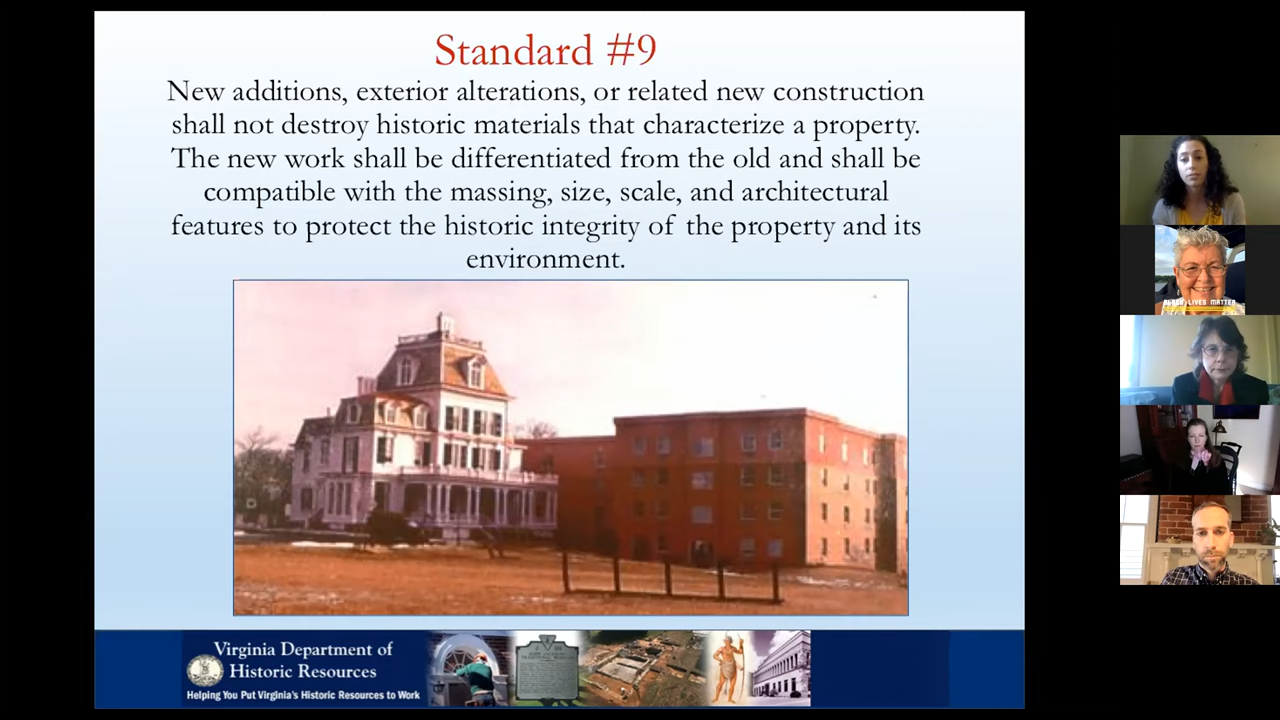 Standard #9
New additions, exterior alterations, or related new construction
shall not destroy historic materials that characterize a property.
The new work shall be differentiated from the old and shall be
compatible with the massing, size, scale, and architectural
features to protect the historic integrity of the property and its
environment.
Virginia Department of
Historic Resources
Helping You Put Virginia's Historic Resources to Work
BLACK LIVES MATTER